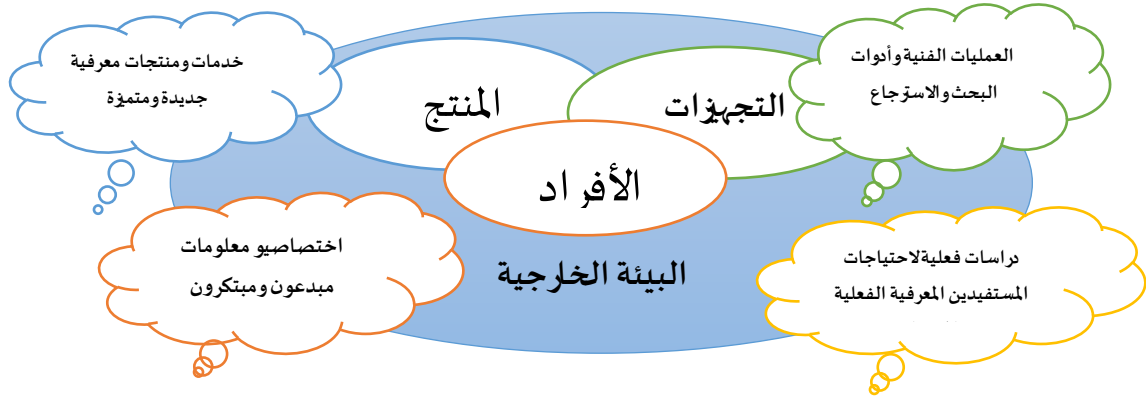 خدمات ومنتجات معرفية
جديدة ومتميزة
العمليات الفنية وأدوات
البحث والاسترجاع
المنتج
التجهيزات
الأفراد
اختصاصيو معلومات
مبدعون ومبتكرون
البيئة الخارجية
دراسات فعلية لاحتياجات
المستفيدين المعرفية الفعلية